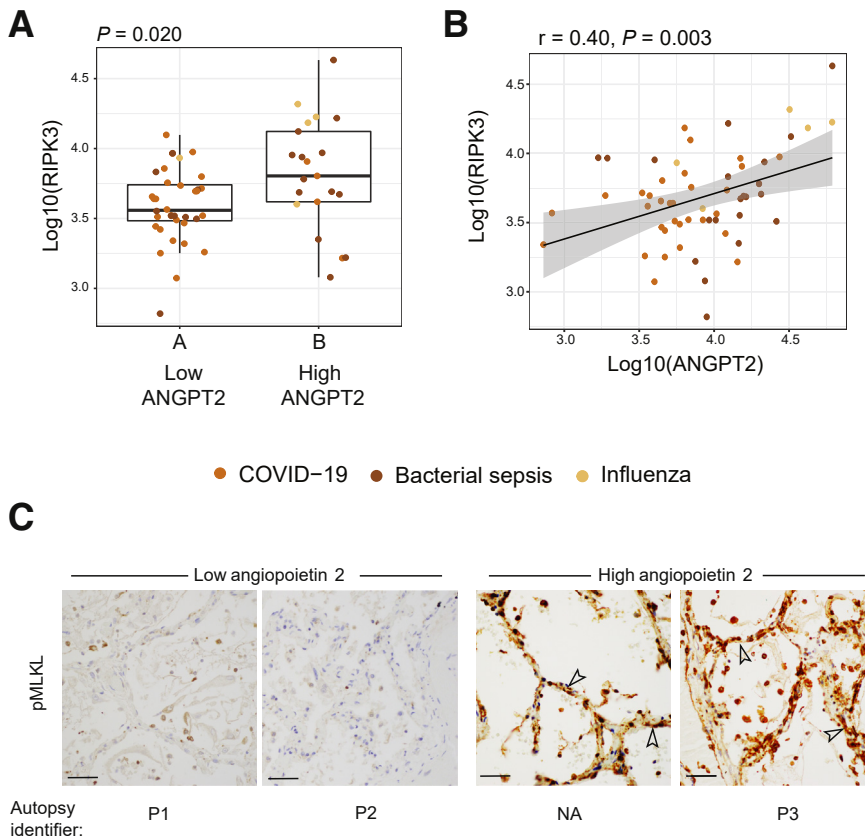 A
P = 0.020
Log10(RIPK3)
4.5
4.0
3.5
3.0
A
B
Low
ANGPT2
High
ANGPT2
B
r = 0.40, P = 0.003
Log10(RIPK3)
4.5
4.0
3.5
3.0
3.0
3.5
4.0
4.5
Log10(ANGPT2)
COVID−19
Bacterial sepsis
Influenza
C
Low angiopoietin 2
High angiopoietin 2
pMLKL
Autopsy
identifier:
P1
P2
NA
P3